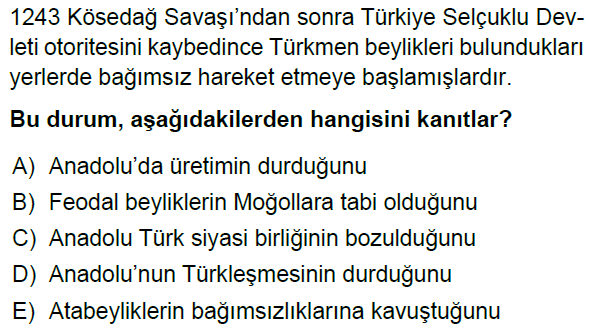 1243 Kösedağ Savaşı’ndan sonra Türkiye Selçuklu Dev-
leti otoritesini kaybedince Türkmen beylikleri bulundukları
yerlerde bağımsız hareket etmeye başlamışlardır.
Bu durum, aşağıdakilerden hangisini kanıtlar?
A) Anadolu’da üretimin durduğunu
B) Feodal beyliklerin Moğollara tabi olduğunu
C) Anadolu Türk siyasi birliğinin bozulduğunu
D) Anadolu’nun Türkleşmesinin durduğunu
E) Atabeyliklerin bağımsızlıklarına kavuştuğunu